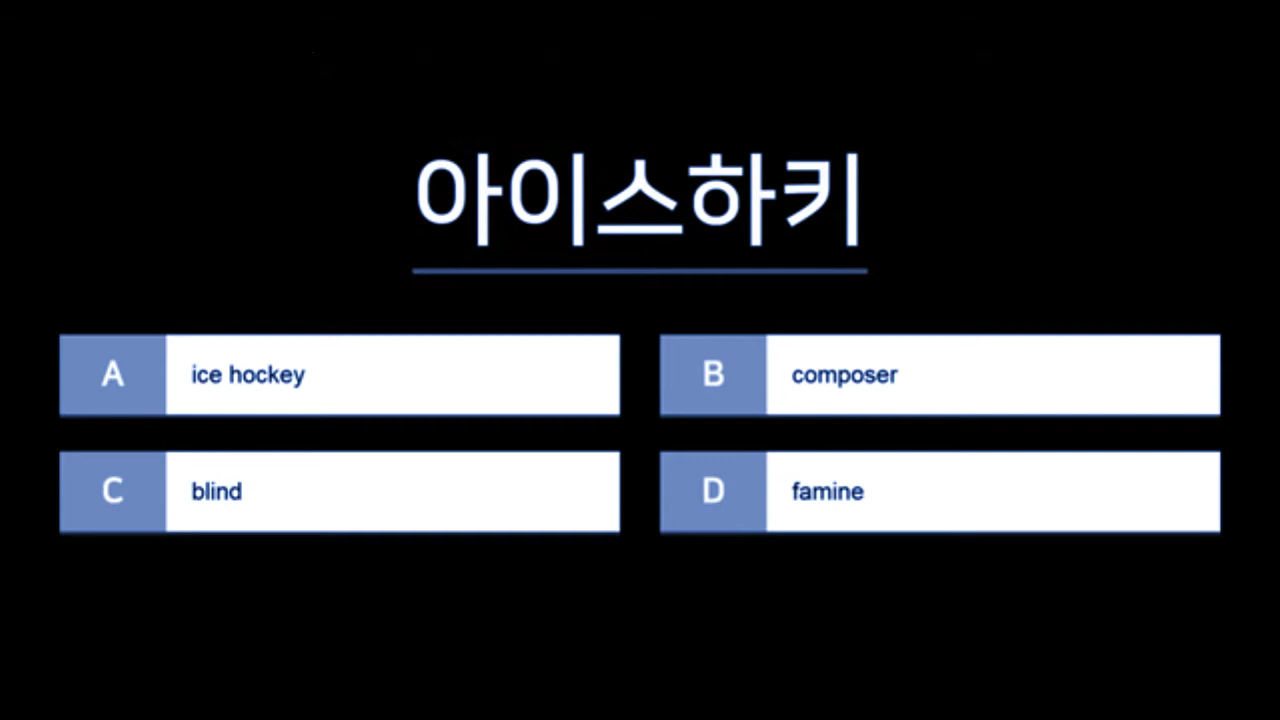 아이스하키
A ice hockey
B composer
C blind
D famine